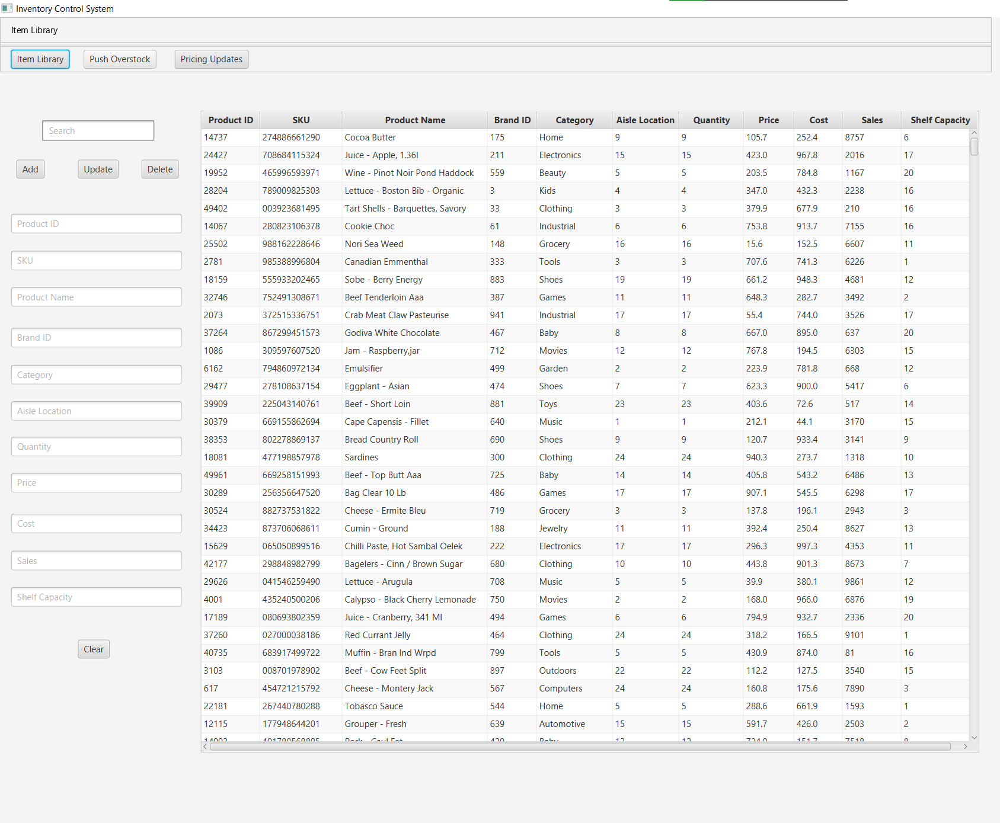 Inventory Control System
Item Library
Item Library Push Overstock Pricing Updates
Search
Add Update Delete
Product ID
SKU
Product Name
Brand ID
Category
Aisle Location
Quantity
Price
Cost
Sales
Shelf Capacity
Clear
Product ID SKU Product Name Brand ID Category Aisle Location Quantity Price Cost Sales Shelf Capacity
14737 274886661290 Cocoa Butter 175 Home 9 9 105.7 252.4 8757 6
24427 708684115324 Juice - Apple, 1.36l 211 Electronics 15 15 423.0 967.8 2016 17
19952 465996593971 Wine - Pinot Noir Pond Haddock 559 Beauty 5 5 203.5 784.8 1167 20
28204 789009825303 Lettuce - Boston Bib - Organic 3 Kids 4 4 347.0 432.3 2238 16
49402 003923681495 Tart Shells - Barquettes, Savory 33 Clothing 3 3 379.9 677.9 210 16
14067 280823106378 Cookie Choc 61 Industrial 6 6 753.8 913.7 7155 16
25502 988162228646 Nori Sea Weed 148 Grocery 16 16 15.6 152.5 6607 11
2781 985388996804 Canadian Emmenthal 333 Tools 3 3 707.6 741.3 6226 1
18159 555933202465 Sobe - Berry Energy 883 Shoes 19 19 661.2 948.3 4681 12
32746 752491308671 Beef Tenderloin Aaa 387 Games 11 11 648.3 282.7 3492 2
2073 372515336751 Crab Meat Claw Pasteurise 941 Industrial 17 17 55.4 744.0 3526 17
37264 867299451573 Godiva White Chocolate 467 Baby 8 8 667.0 895.0 637 20
1086 309597607520 Jam - Raspberry,jar 712 Movies 12 12 767.8 194.5 6303 15
6162 794860972134 Emulsifier 499 Garden 2 2 223.9 781.8 668 12
29477 278108637154 Eggplant - Asian 474 Shoes 7 7 623.3 900.0 5417 6
39909 225043140761 Beef - Short Loin 881 Toys 23 23 403.6 72.6 517 14
30379 669155862694 Cape Capensis - Fillet 640 Music 1 1 212.1 44.1 3170 15
38353 802278869137 Bread Country Roll 690 Shoes 9 9 120.7 933.4 3141 9
18081 477198857978 Sardines 300 Clothing 24 24 940.3 273.7 1318 10
49961 669258151993 Beef - Top Butt Aaa 725 Baby 14 14 405.8 543.2 6486 13
30289 256356647520 Bag Clear 10 Lb 486 Games 17 17 907.1 545.5 6298 17
30524 882737531822 Cheese - Ermite Bleu 719 Grocery 3 3 137.8 196.1 2943 3
34423 873706068611 Cumin - Ground 188 Jewelry 11 11 392.4 250.4 8627 13
15629 065050899516 Chilli Paste, Hot Sambal Oelek 222 Electronics 17 17 296.3 997.3 4353 11
42177 298848982799 Bagelers - Cinn / Brown Sugar 680 Clothing 10 10 443.8 901.3 8673 7
29626 041546259490 Lettuce - Arugula 708 Music 5 5 39.9 380.1 9861 12
4001 435240500206 Calypso - Black Cherry Lemonade 750 Movies 2 2 168.0 966.0 6876 19
17189 080693802359 Juice - Cranberry, 341 Ml 494 Games 6 6 794.9 932.7 2336 20
37260 027000038186 Red Currant Jelly 464 Clothing 24 24 318.2 166.5 9101 1
40735 683917499722 Muffin - Bran Ind Wrpd 799 Tools 5 5 430.9 874.0 81 16
3103 008701978902 Beef - Cow Feet Split 897 Outdoors 22 22 112.2 127.5 3540 15
617 454721215792 Cheese - Montery Jack 567 Computers 24 24 160.8 175.6 7890 3
22181 267440780288 Tobasco Sauce 544 Home 5 5 288.6 661.9 1593 1
12115 177948644201 Grouper - Fresh 639 Automotive 15 15 591.7 426.0 2503 2